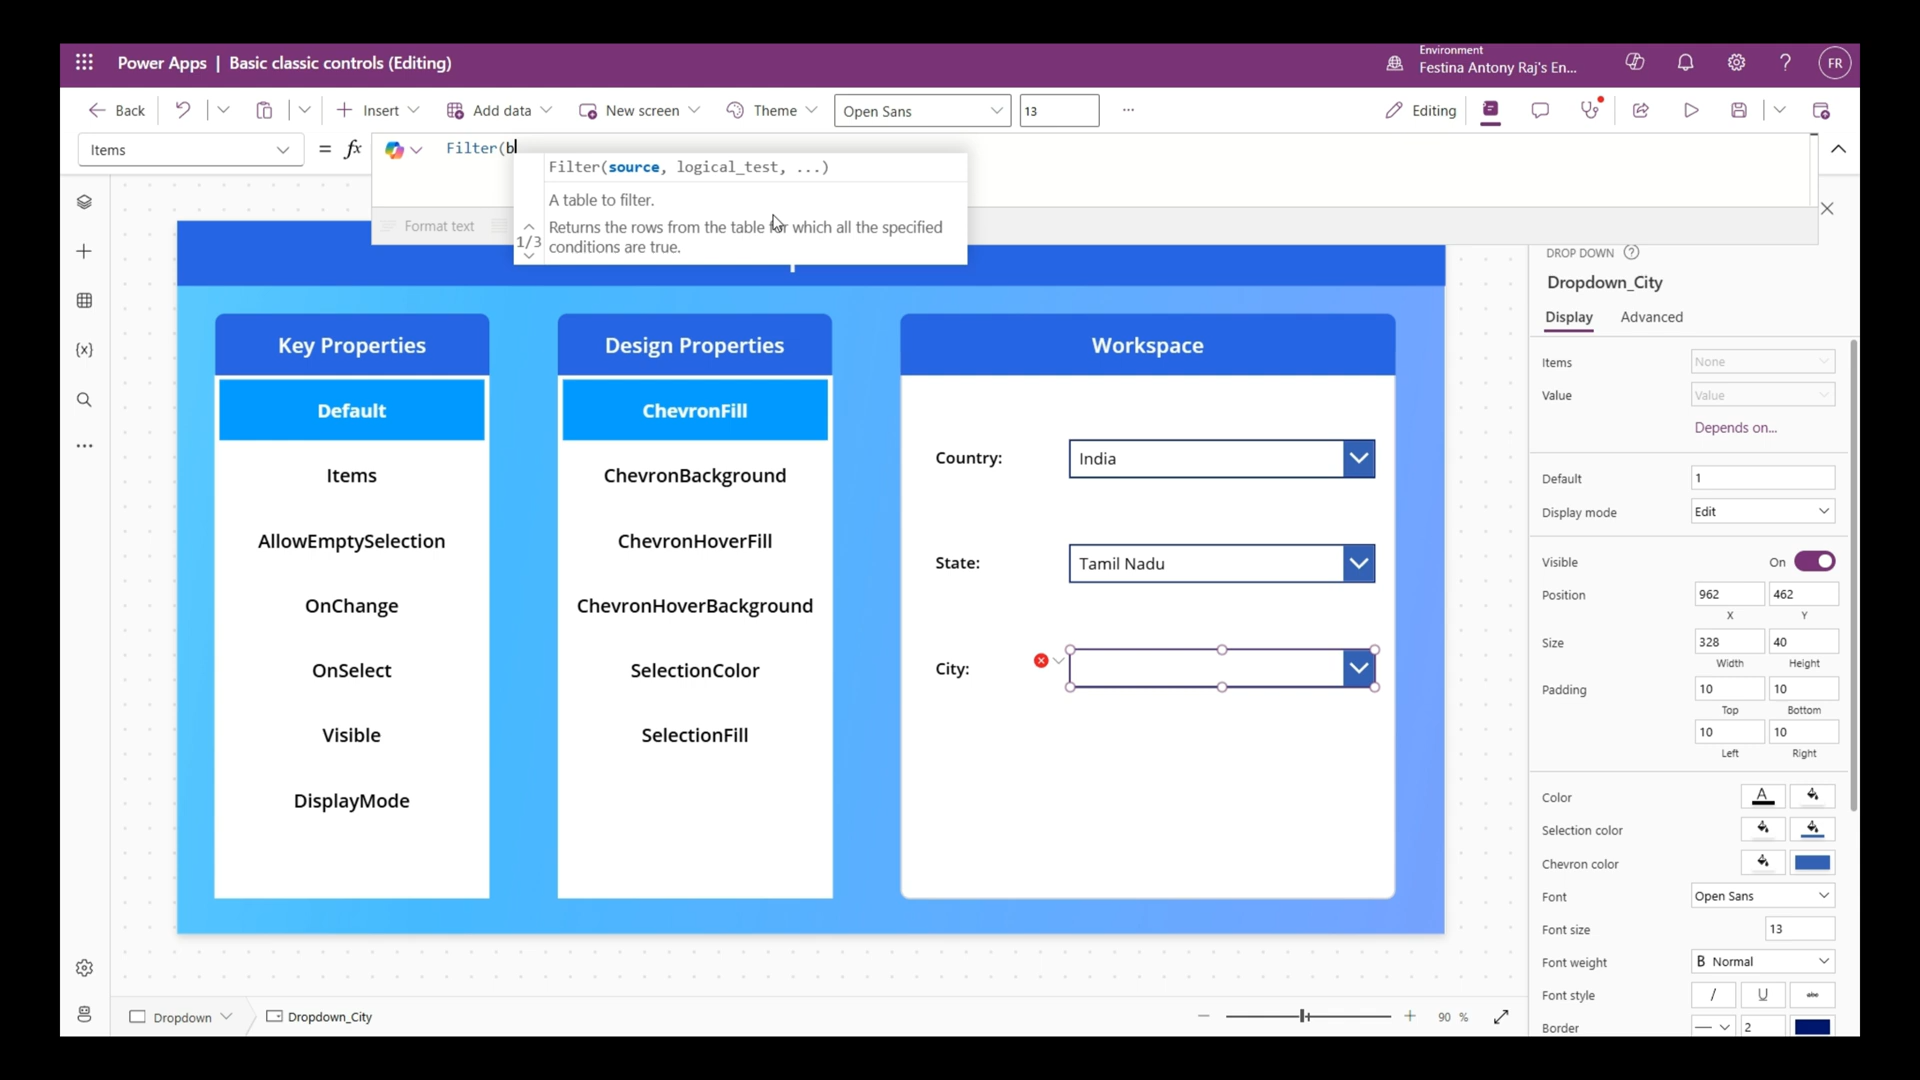 Power Apps | Basic classic controls (Editing)
Environment
Festina Antony Raj's En...
FR
Back
Insert
Add data
New screen
Theme
Open Sans
13
...
Editing
Items
= fx
Filter(b
Filter(source, logical_test, ...)
A table to filter.
Returns the rows from the table for which all the specified
conditions are true.
1/3
Format text
Key Properties
Default
Items
AllowEmptySelection
OnChange
OnSelect
Visible
DisplayMode
Design Properties
ChevronFill
ChevronBackground
ChevronHoverFill
ChevronHoverBackground
SelectionColor
SelectionFill
Workspace
Country:
India
State:
Tamil Nadu
City:
DROP DOWN
Dropdown_City
Display
Advanced
Items
None
Value
Value
Depends on...
Default
1
Display mode
Edit
Visible
On
Position
962
462
X
Y
Size
328
40
Width
Height
Padding
10
10
Top
Bottom
10
10
Left
Right
Color
A
Selection color
Chevron color
Font
Open Sans
Font size
13
Font weight
B Normal
Font style
/
U
abc
Border
2
Dropdown
Dropdown_City
90 %